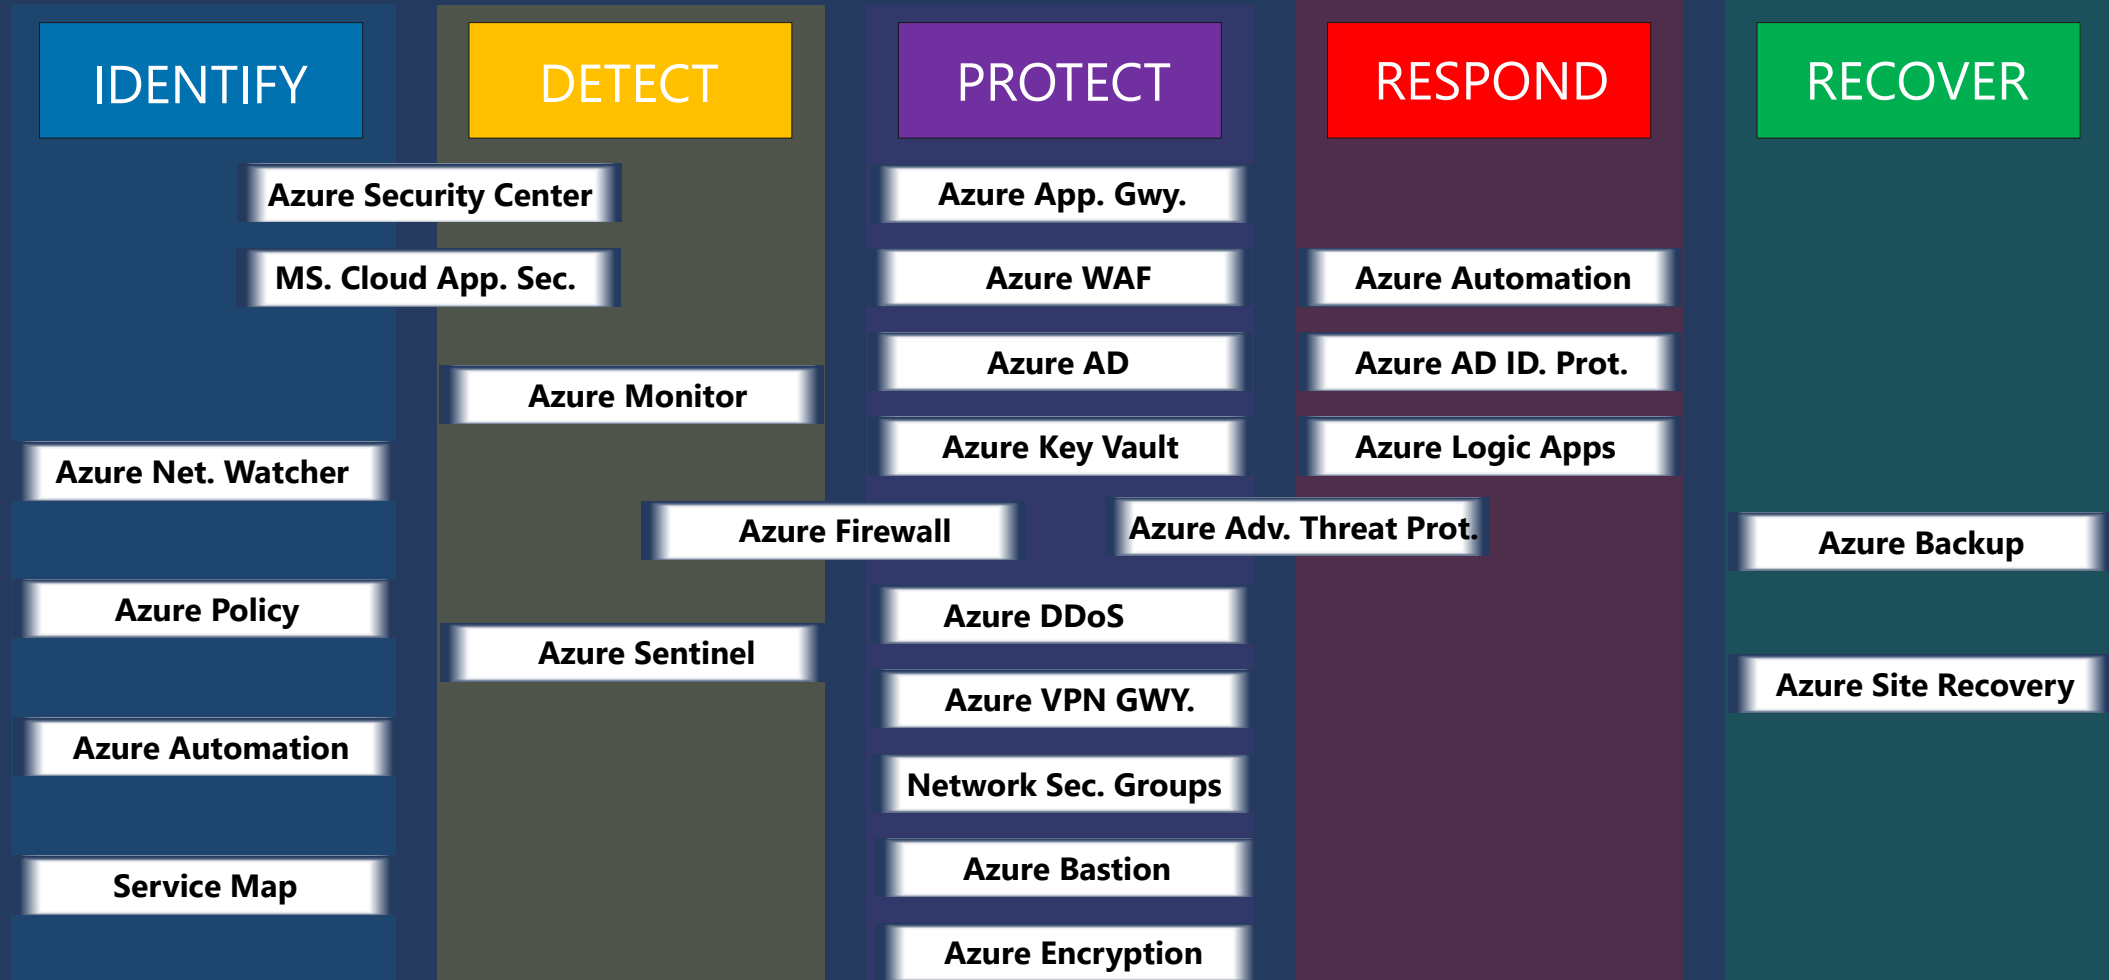 IDENTIFY
DETECT
PROTECT
RESPOND
RECOVER
Azure Security Center
MS. Cloud App. Sec.
Azure Net. Watcher
Azure Policy
Azure Automation
Service Map
Azure Monitor
Azure Firewall
Azure Sentinel
Azure App. Gwy.
Azure WAF
Azure AD
Azure Key Vault
Azure Adv. Threat Prot.
Azure DDoS
Azure VPN GWY.
Network Sec. Groups
Azure Bastion
Azure Encryption
Azure Automation
Azure AD ID. Prot.
Azure Logic Apps
Azure Backup
Azure Site Recovery